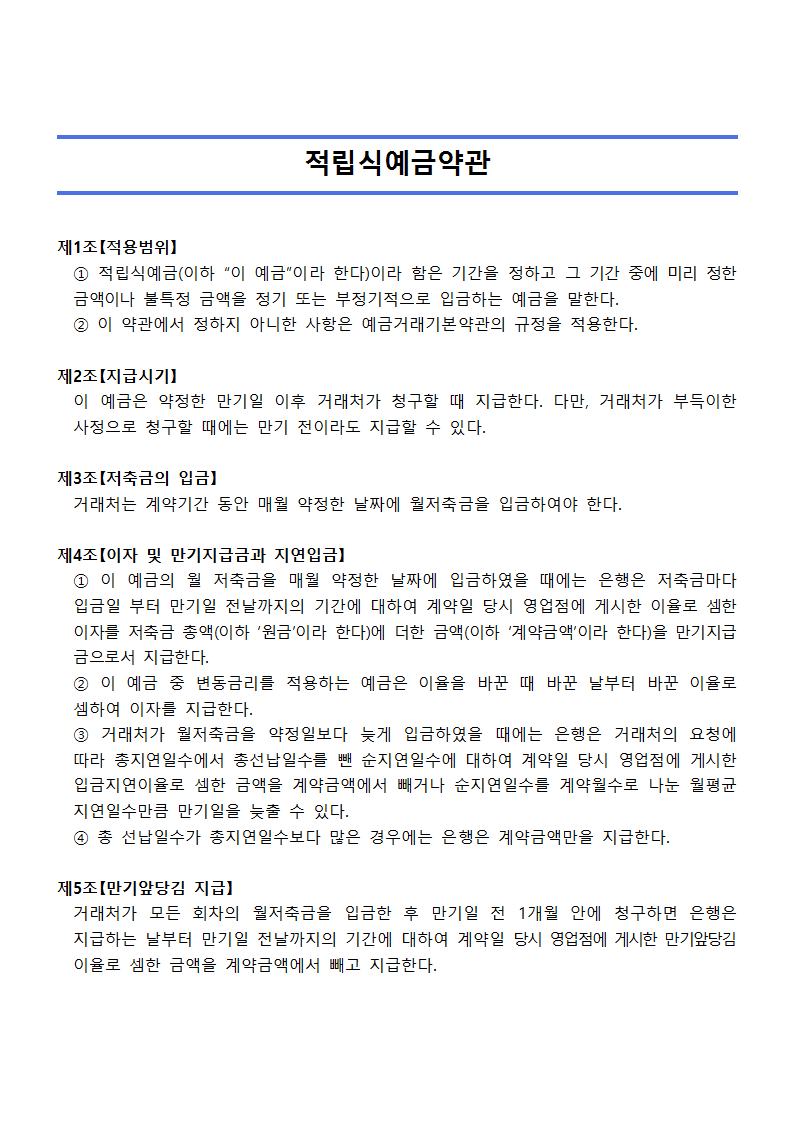 적립식예금약관
제1조【적용범위】
① 적립식예금(이하 “이 예금”이라 한다)이라 함은 기간을 정하고 그 기간 중에 미리 정한
금액이나 불특정 금액을 정기 또는 부정기적으로 입금하는 예금을 말한다.
② 이 약관에서 정하지 아니한 사항은 예금거래기본약관의 규정을 적용한다.
제2조【지급시기】
이 예금은 약정한 만기일 이후 거래처가 청구할 때 지급한다. 다만, 거래처가 부득이한
사정으로 청구할 때에는 만기 전이라도 지급할 수 있다.
제3조【저축금의 입금】
거래처는 계약기간 동안 매월 약정한 날짜에 월저축금을 입금하여야 한다.
제4조【이자 및 만기지급금과 지연입금】
① 이 예금의 월 저축금을 매월 약정한 날짜에 입금하였을 때에는 은행은 저축금마다
입금일 부터 만기일 전날까지의 기간에 대하여 계약일 당시 영업점에 게시한 이율로 셈한
이자를 저축금 총액(이하 ‘원금’이라 한다)에 더한 금액(이하 ‘계약금액’이라 한다)을 만기지급
금으로서 지급한다.
② 이 예금 중 변동금리를 적용하는 예금은 이율을 바꾼 때 바꾼 날부터 바꾼 이율로
셈하여 이자를 지급한다.
③ 거래처가 월저축금을 약정일보다 늦게 입금하였을 때에는 은행은 거래처의 요청에
따라 총지연일수에서 총선납일수를 뺀 순지연일수에 대하여 계약일 당시 영업점에 게시한
입금지연이율로 셈한 금액을 계약금액에서 빼거나 순지연일수를 계약월수로 나눈 월평균
지연일수만큼 만기일을 늦출 수 있다.
④ 총 선납일수가 총지연일수보다 많은 경우에는 은행은 계약금액만을 지급한다.
제5조【만기앞당김 지급】
거래처가 모든 회차의 월저축금을 입금한 후 만기일 전 1개월 안에 청구하면 은행은
지급하는 날부터 만기일 전날까지의 기간에 대하여 계약일 당시 영업점에 게시한 만기앞당김
이율로 셈한 금액을 계약금액에서 빼고 지급한다.